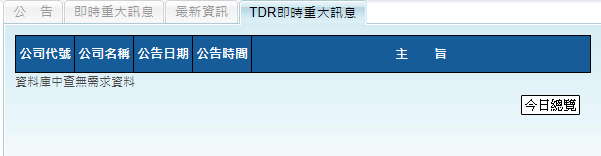 公　告 即時重大訊息 最新資訊 TDR即時重大訊息
公司代號 公司名稱 公告日期 公告時間 主　旨
資料庫中查無需求資料
今日總覽